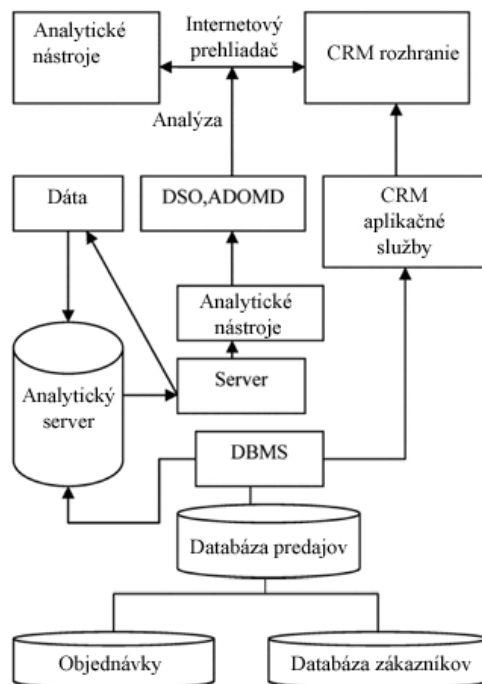 Analytické
nástroje
Internetový
prehliadač
CRM rozhranie
Analýza
Dáta
DSO,ADOMD
CRM
aplikačné
služby
Analytické
nástroje
Analytický
server
Server
DBMS
Databáza predajov
Objednávky
Databáza zákazníkov